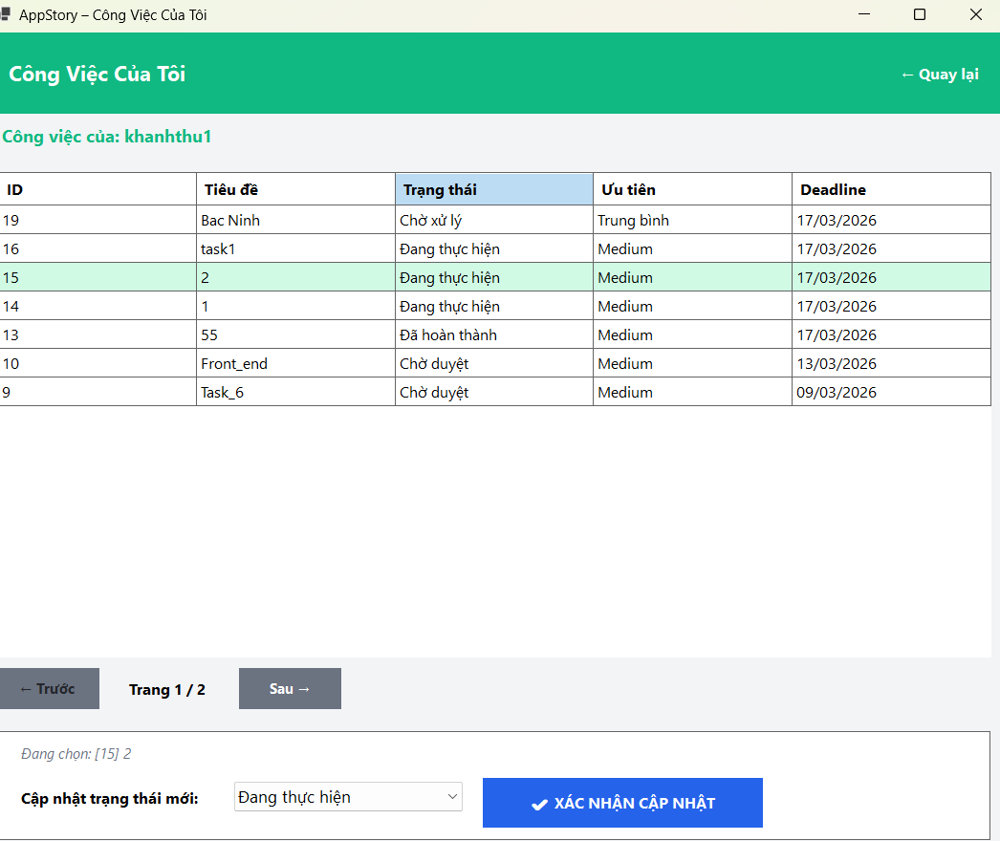 AppStory – Công Việc Của Tôi
Công Việc Của Tôi
← Quay lại
Công việc của: khanhthu1
ID Tiêu đề Trạng thái Ưu tiên Deadline
19 Bac Ninh Chờ xử lý Trung bình 17/03/2026
16 task1 Đang thực hiện Medium 17/03/2026
15 2 Đang thực hiện Medium 17/03/2026
14 1 Đang thực hiện Medium 17/03/2026
13 55 Đã hoàn thành Medium 17/03/2026
10 Front_end Chờ duyệt Medium 13/03/2026
9 Task_6 Chờ duyệt Medium 09/03/2026
← Trước Trang 1 / 2 Sau →
Đang chọn: [15] 2
Cập nhật trạng thái mới: Đang thực hiện ✔ XÁC NHẬN CẬP NHẬT